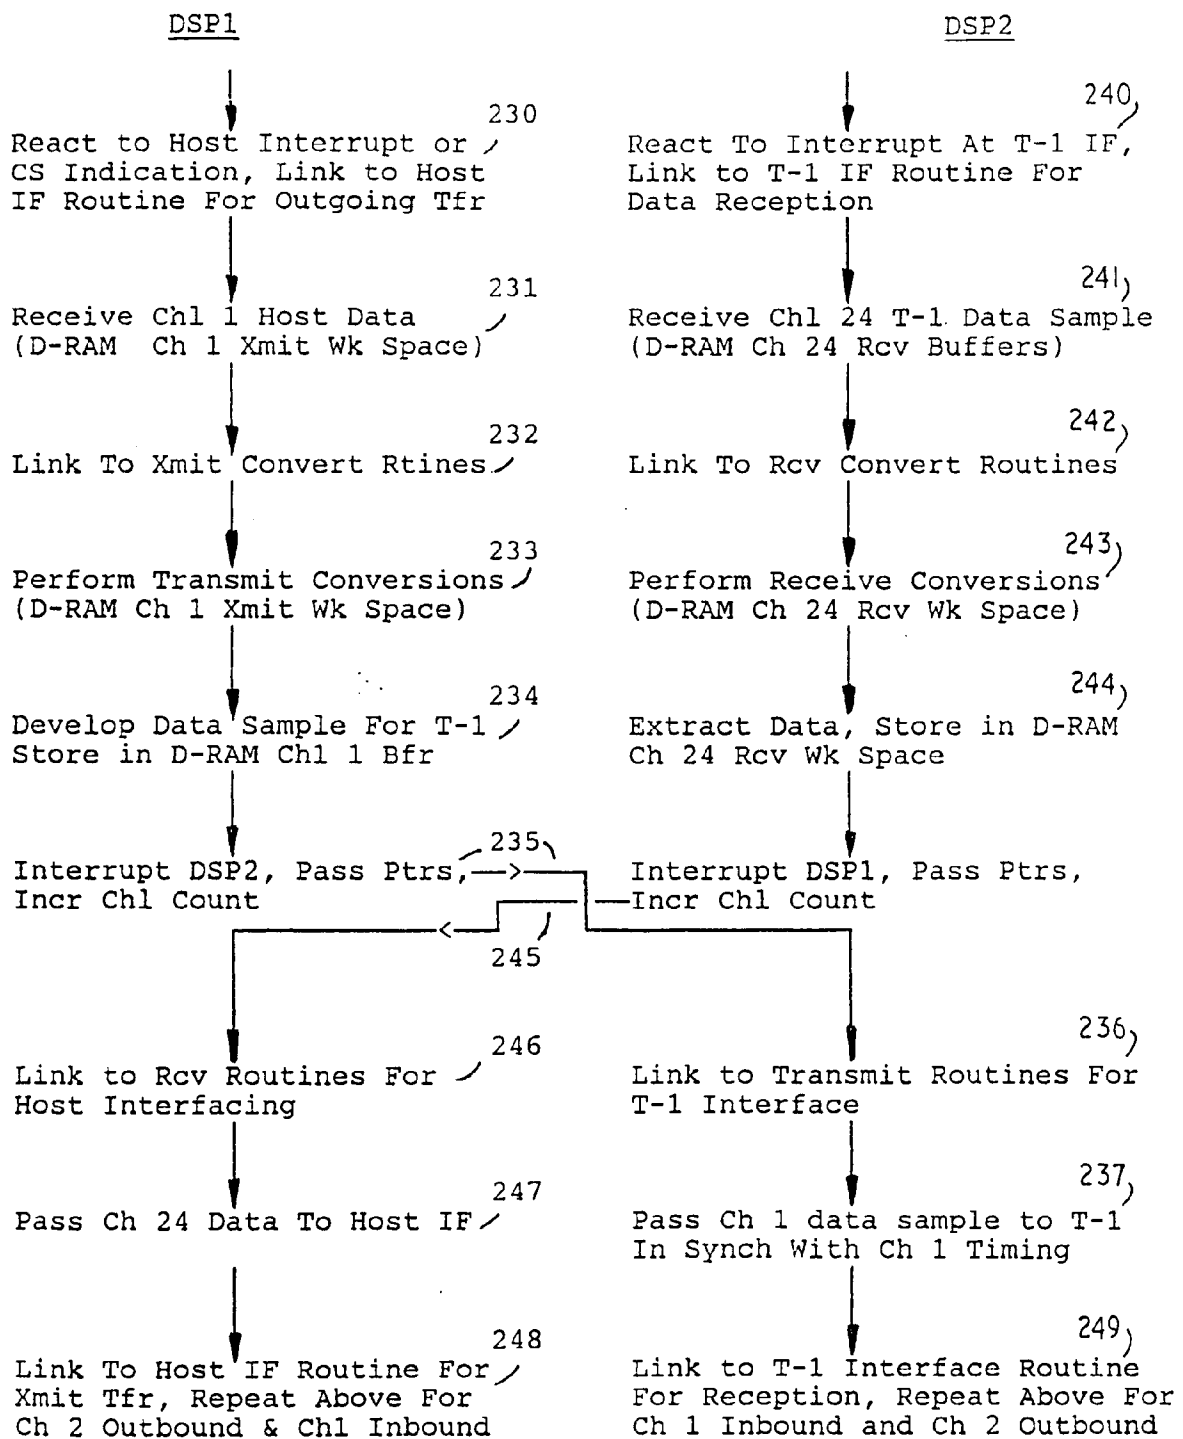 DSP1
230
React to Host Interrupt or
CS Indication, Link to Host
IF Routine For Outgoing Tfr
231
Receive Chl 1 Host Data
(D-RAM Ch 1 Xmit Wk Space)
232
Link To Xmit Convert Rtines
233
Perform Transmit Conversions
(D-RAM Ch 1 Xmit Wk Space)
234
Develop Data Sample For T-1
Store in D-RAM Chl 1 Bfr
235
Interrupt DSP2, Pass Ptrs,
Incr Chl Count
245
246
Link to Rcv Routines For
Host Interfacing
247
Pass Ch 24 Data To Host IF
248
Link To Host IF Routine For
Xmit Tfr, Repeat Above For
Ch 2 Outbound & Chl Inbound
DSP2
240
React To Interrupt At T-1 IF,
Link to T-1 IF Routine For
Data Reception
241
Receive Chl 24 T-1 Data Sample
(D-RAM Ch 24 Rcv Buffers)
242
Link To Rcv Convert Routines
243
Perform Receive Conversions
(D-RAM Ch 24 Rcv Wk Space)
244
Extract Data, Store in D-RAM
Ch 24 Rcv Wk Space
Interrupt DSP1, Pass Ptrs,
Incr Chl Count
236
Link to Transmit Routines For
T-1 Interface
237
Pass Ch 1 data sample to T-1
In Synch With Ch 1 Timing
249
Link to T-1 Interface Routine
For Reception, Repeat Above For
Ch 1 Inbound and Ch 2 Outbound